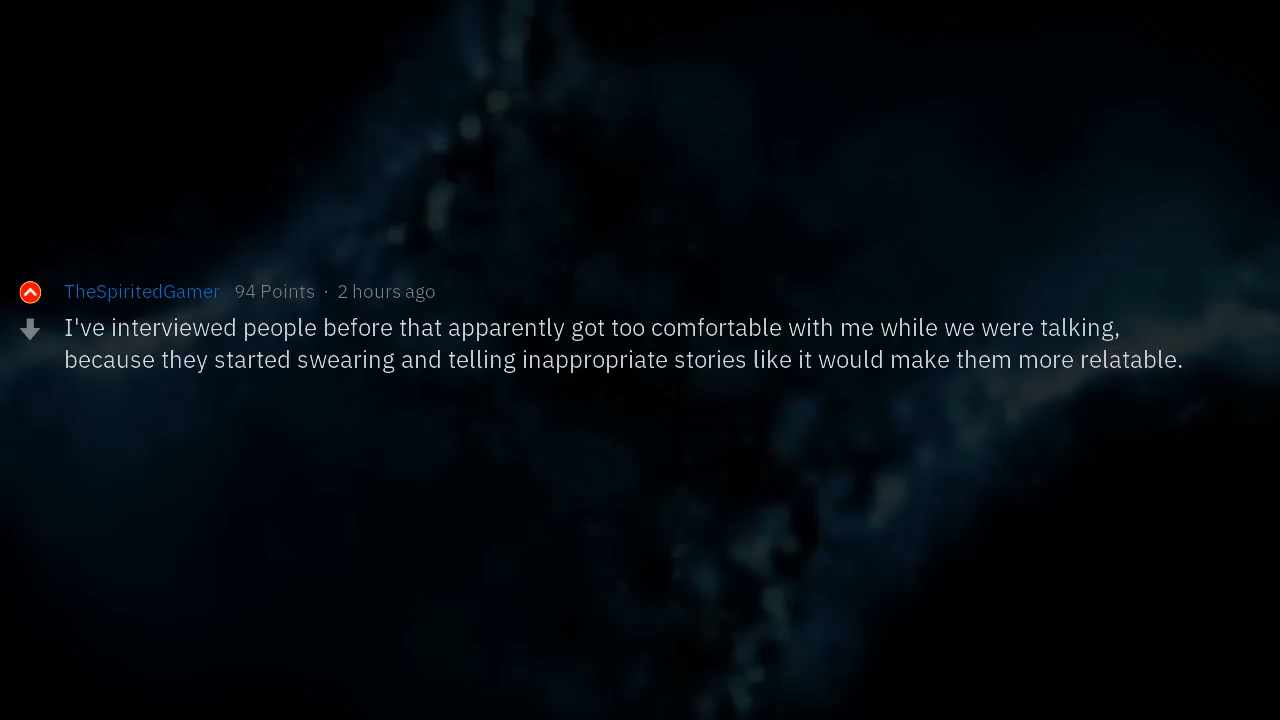 TheSpiritedGamer 94 Points · 2 hours ago
I've interviewed people before that apparently got too comfortable with me while we were talking,
because they started swearing and telling inappropriate stories like it would make them more relatable.